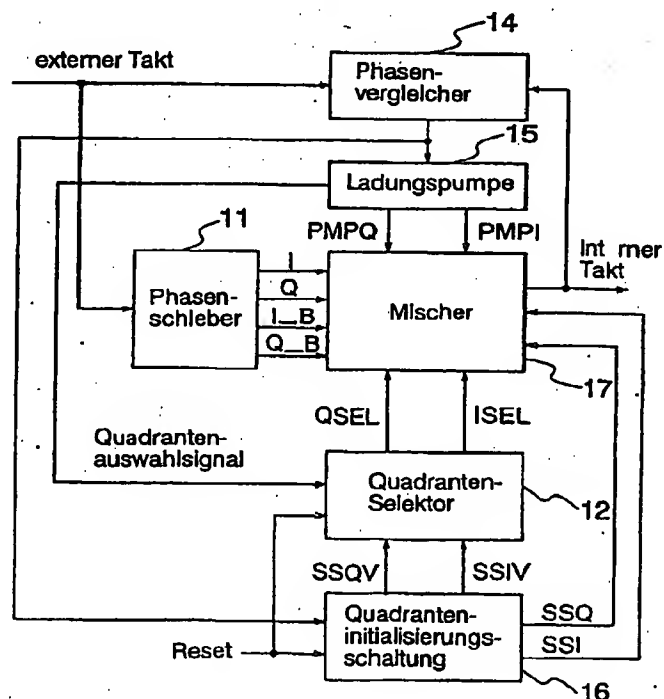 14
externer Takt
Phasen-
vergleicher
15
Ladungspumpe
PMPQ
PMPI
11
Int rner
Takt
I
Q
I_B
Q_B
Phasen-
schieber
Mischer
17
QSEL
ISEL
Quadranten-
auswahlsignal
Quadranten-
Selektor
12
SSQV
SSIV
Quadranten-
initialisierungs-
schaltung
SSQ
SSI
Reset
16